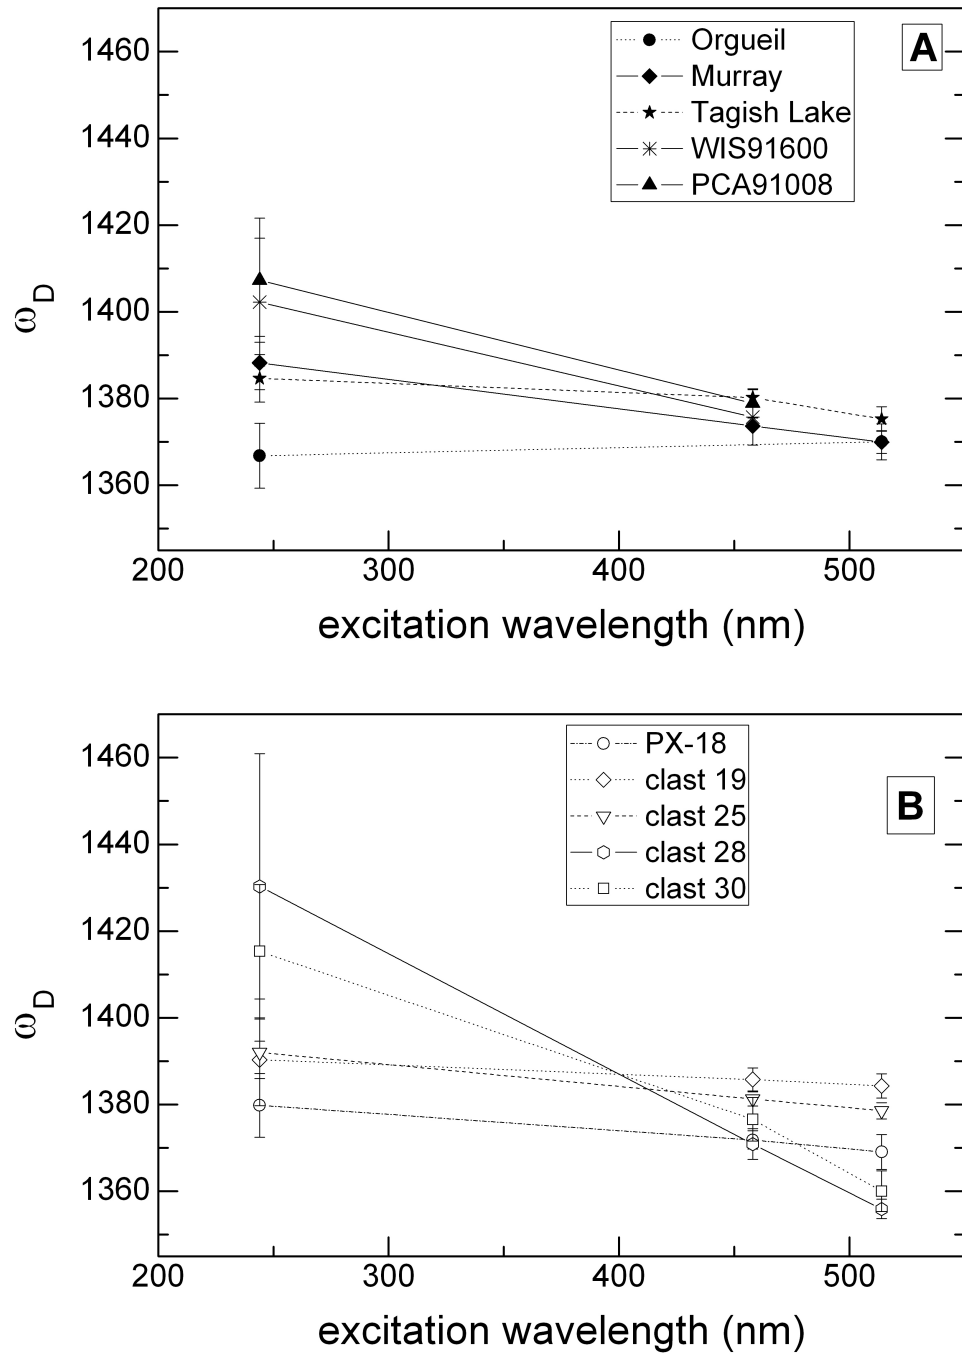 A
Orgueil
Murray
Tagish Lake
WIS91600
PCA91008
1460
1440
1420
1400
1380
1360
ωD
200 300 400 500
excitation wavelength (nm)
B
PX-18
clast 19
clast 25
clast 28
clast 30
1460
1440
1420
1400
1380
1360
ωD
200 300 400 500
excitation wavelength (nm)